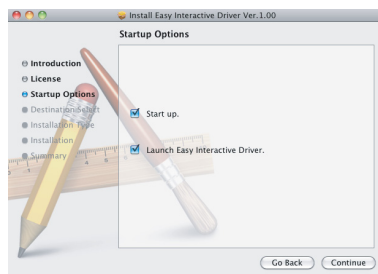 Install Easy Interactive Driver Ver.1.00
Startup Options
Introduction
License
Startup Options
Destination Select
Installation Type
Installation
Summary
Start up.
Launch Easy Interactive Driver.
Go Back
Continue